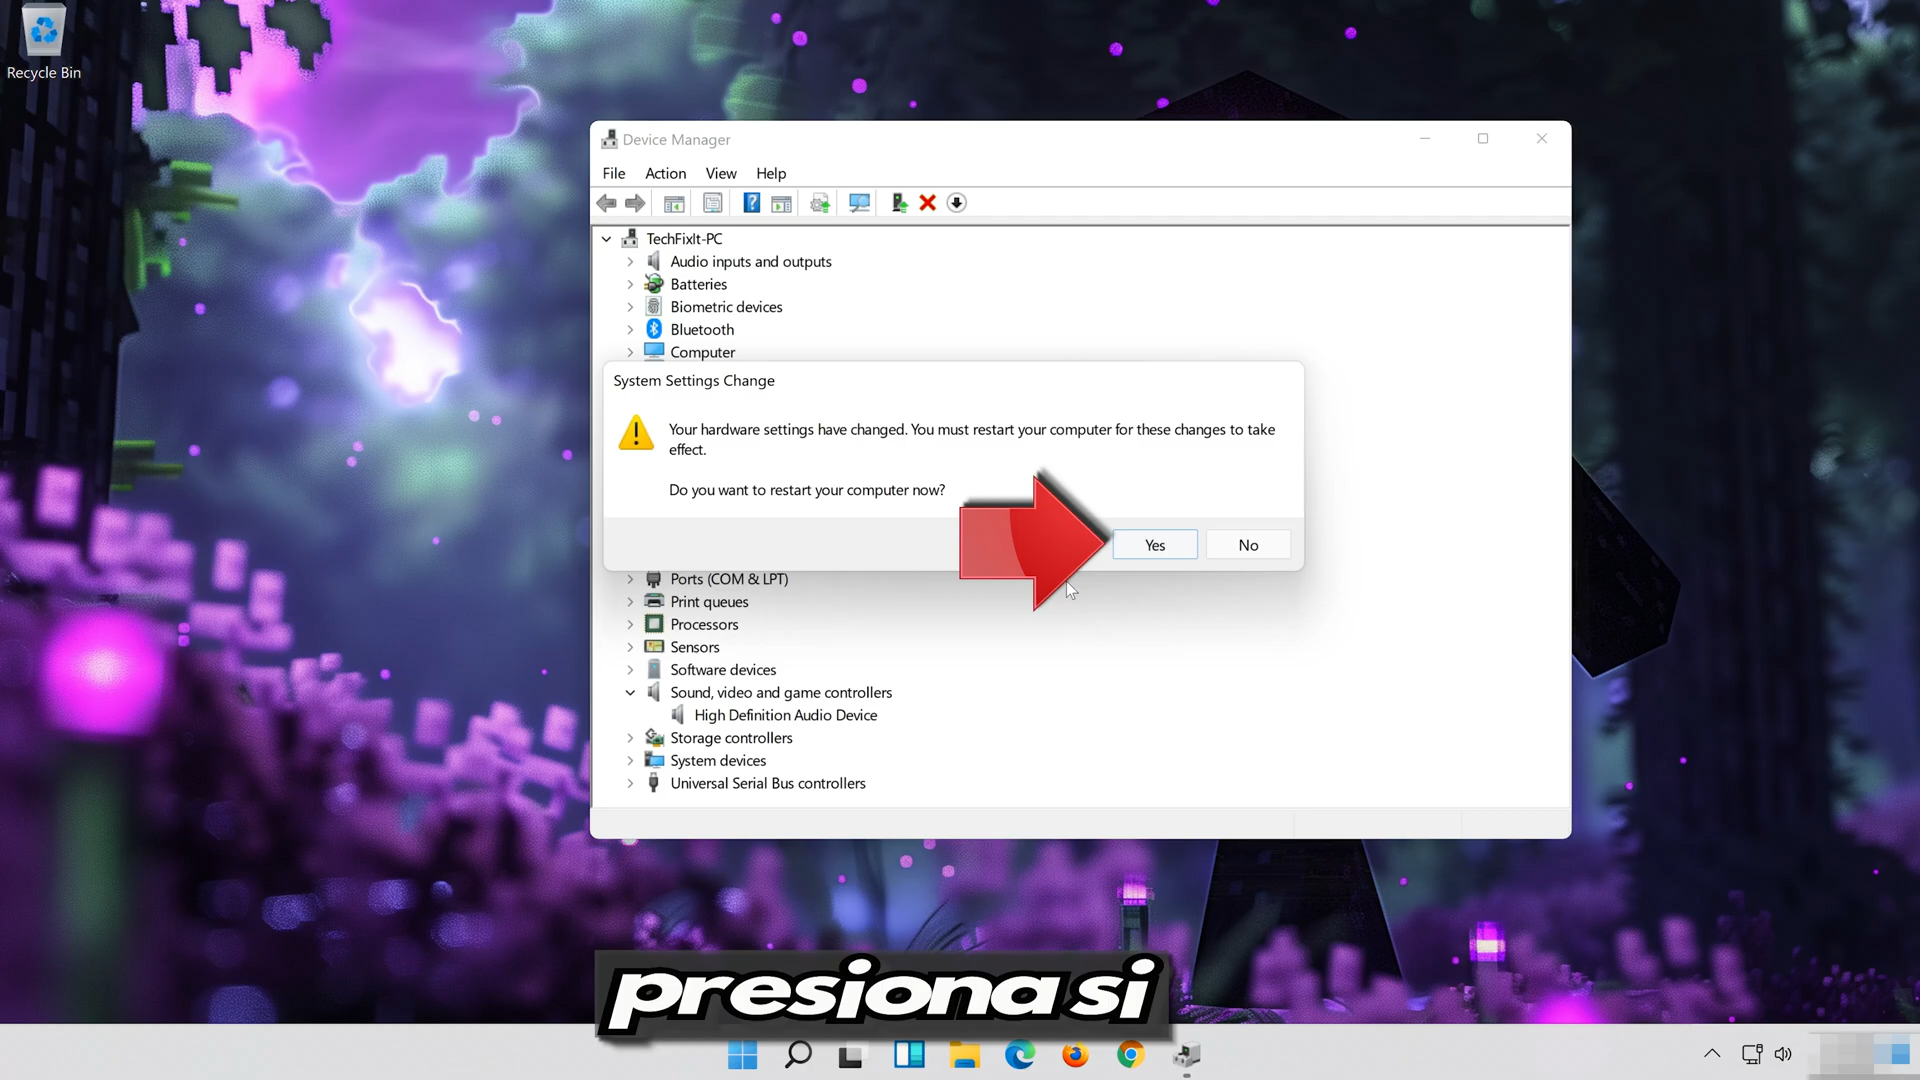 Recycle Bin
Device Manager
File Action View Help
TechFixIt-PC
Audio inputs and outputs
Batteries
Biometric devices
Bluetooth
Computer
System Settings Change
Your hardware settings have changed. You must restart your computer for these changes to take
effect.
Do you want to restart your computer now?
Yes No
Ports (COM & LPT)
Print queues
Processors
Sensors
Software devices
Sound, video and game controllers
High Definition Audio Device
Storage controllers
System devices
Universal Serial Bus controllers
presiona si